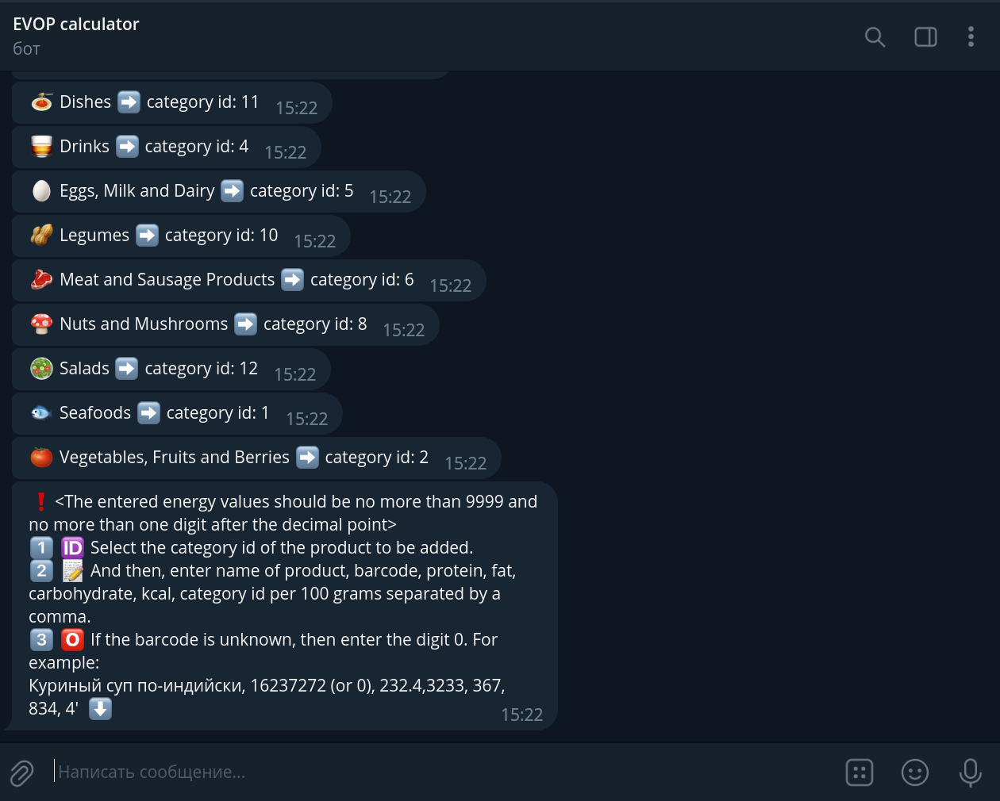 EVOP calculator
бот
Dishes ➡ category id: 11 15:22
Drinks ➡ category id: 4 15:22
Eggs, Milk and Dairy ➡ category id: 5 15:22
Legumes ➡ category id: 10 15:22
Meat and Sausage Products ➡ category id: 6 15:22
Nuts and Mushrooms ➡ category id: 8 15:22
Salads ➡ category id: 12 15:22
Seafoods ➡ category id: 1 15:22
Vegetables, Fruits and Berries ➡ category id: 2 15:22
❗ <The entered energy values should be no more than 9999 and
no more than one digit after the decimal point>
1️⃣ 🆔 Select the category id of the product to be added.
2️⃣ 📝 And then, enter name of product, barcode, protein, fat,
carbohydrate, kcal, category id per 100 grams separated by a
comma.
3️⃣ 🅾 If the barcode is unknown, then enter the digit 0. For
example:
Куриный суп по-индийски, 16237272 (or 0), 232.4,3233, 367,
834, 4' ⬇ 15:22
Написать сообщение...